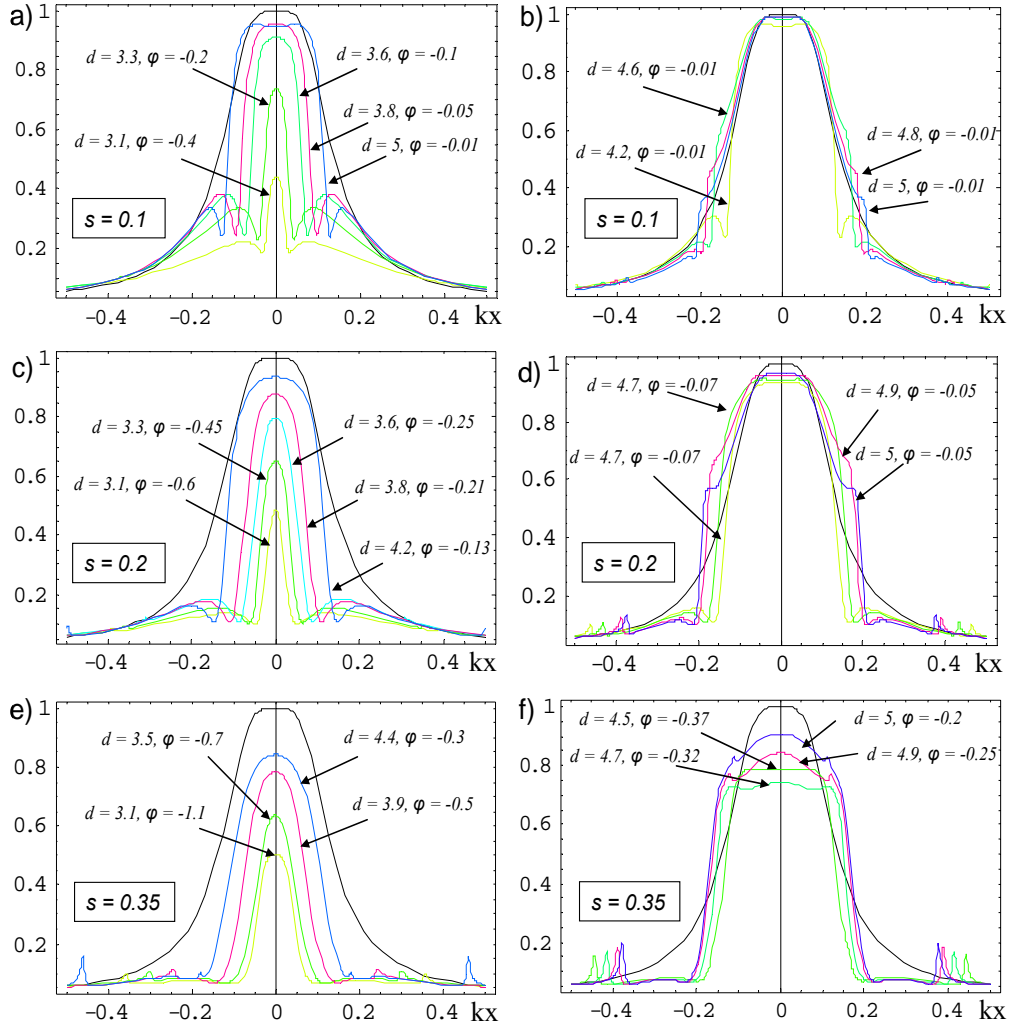 a)
1
0.8
0.6
0.4
0.2
d = 3.3, φ = -0.2
d = 3.6, φ = -0.1
d = 3.8, φ = -0.05
d = 3.1, φ = -0.4
d = 5, φ = -0.01
s = 0.1
-0.4 -0.2 0 0.2 0.4 kx
b)
1
0.8
0.6
0.4
0.2
d = 4.6, φ = -0.01
d = 4.8, φ = -0.01
d = 4.2, φ = -0.01
d = 5, φ = -0.01
s = 0.1
-0.4 -0.2 0 0.2 0.4 kx
c)
1
0.8
0.6
0.4
0.2
d = 3.3, φ = -0.45
d = 3.6, φ = -0.25
d = 3.1, φ = -0.6
d = 3.8, φ = -0.21
d = 4.2, φ = -0.13
s = 0.2
-0.4 -0.2 0 0.2 0.4 kx
d)
1
0.8
0.6
0.4
0.2
d = 4.7, φ = -0.07
d = 4.9, φ = -0.05
d = 4.7, φ = -0.07
d = 5, φ = -0.05
s = 0.2
-0.4 -0.2 0 0.2 0.4 kx
e)
1
0.8
0.6
0.4
0.2
d = 3.5, φ = -0.7
d = 4.4, φ = -0.3
d = 3.1, φ = -1.1
d = 3.9, φ = -0.5
s = 0.35
-0.4 -0.2 0 0.2 0.4 kx
f)
1
0.8
0.6
0.4
0.2
d = 4.5, φ = -0.37
d = 5, φ = -0.2
d = 4.7, φ = -0.32
d = 4.9, φ = -0.25
s = 0.35
-0.4 -0.2 0 0.2 0.4 kx